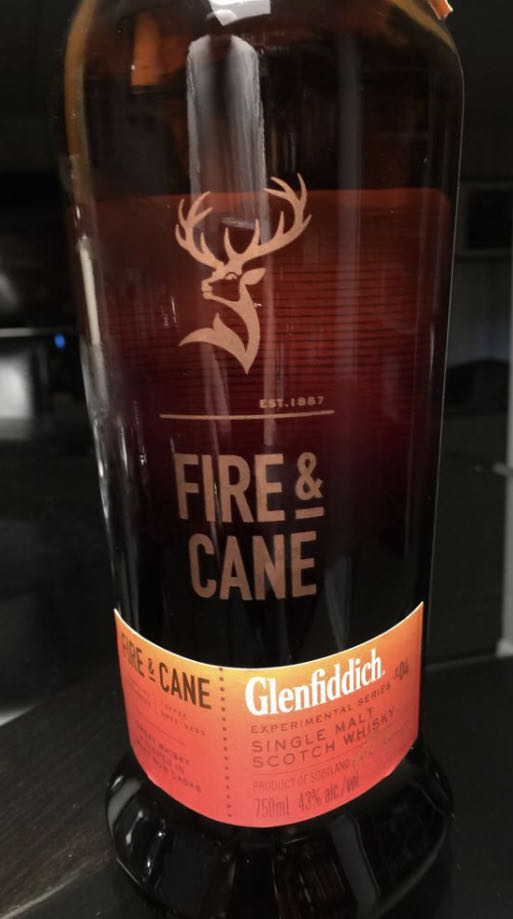 EST.1887
FIRE &
CANE
FIRE & CANE
Glenfiddich
EXPERIMENTAL SERIES #04
SINGLE MALT
SCOTCH WHISKY
PRODUCT OF SCOTLAND
750ml 43% alc./vol
WHISKY